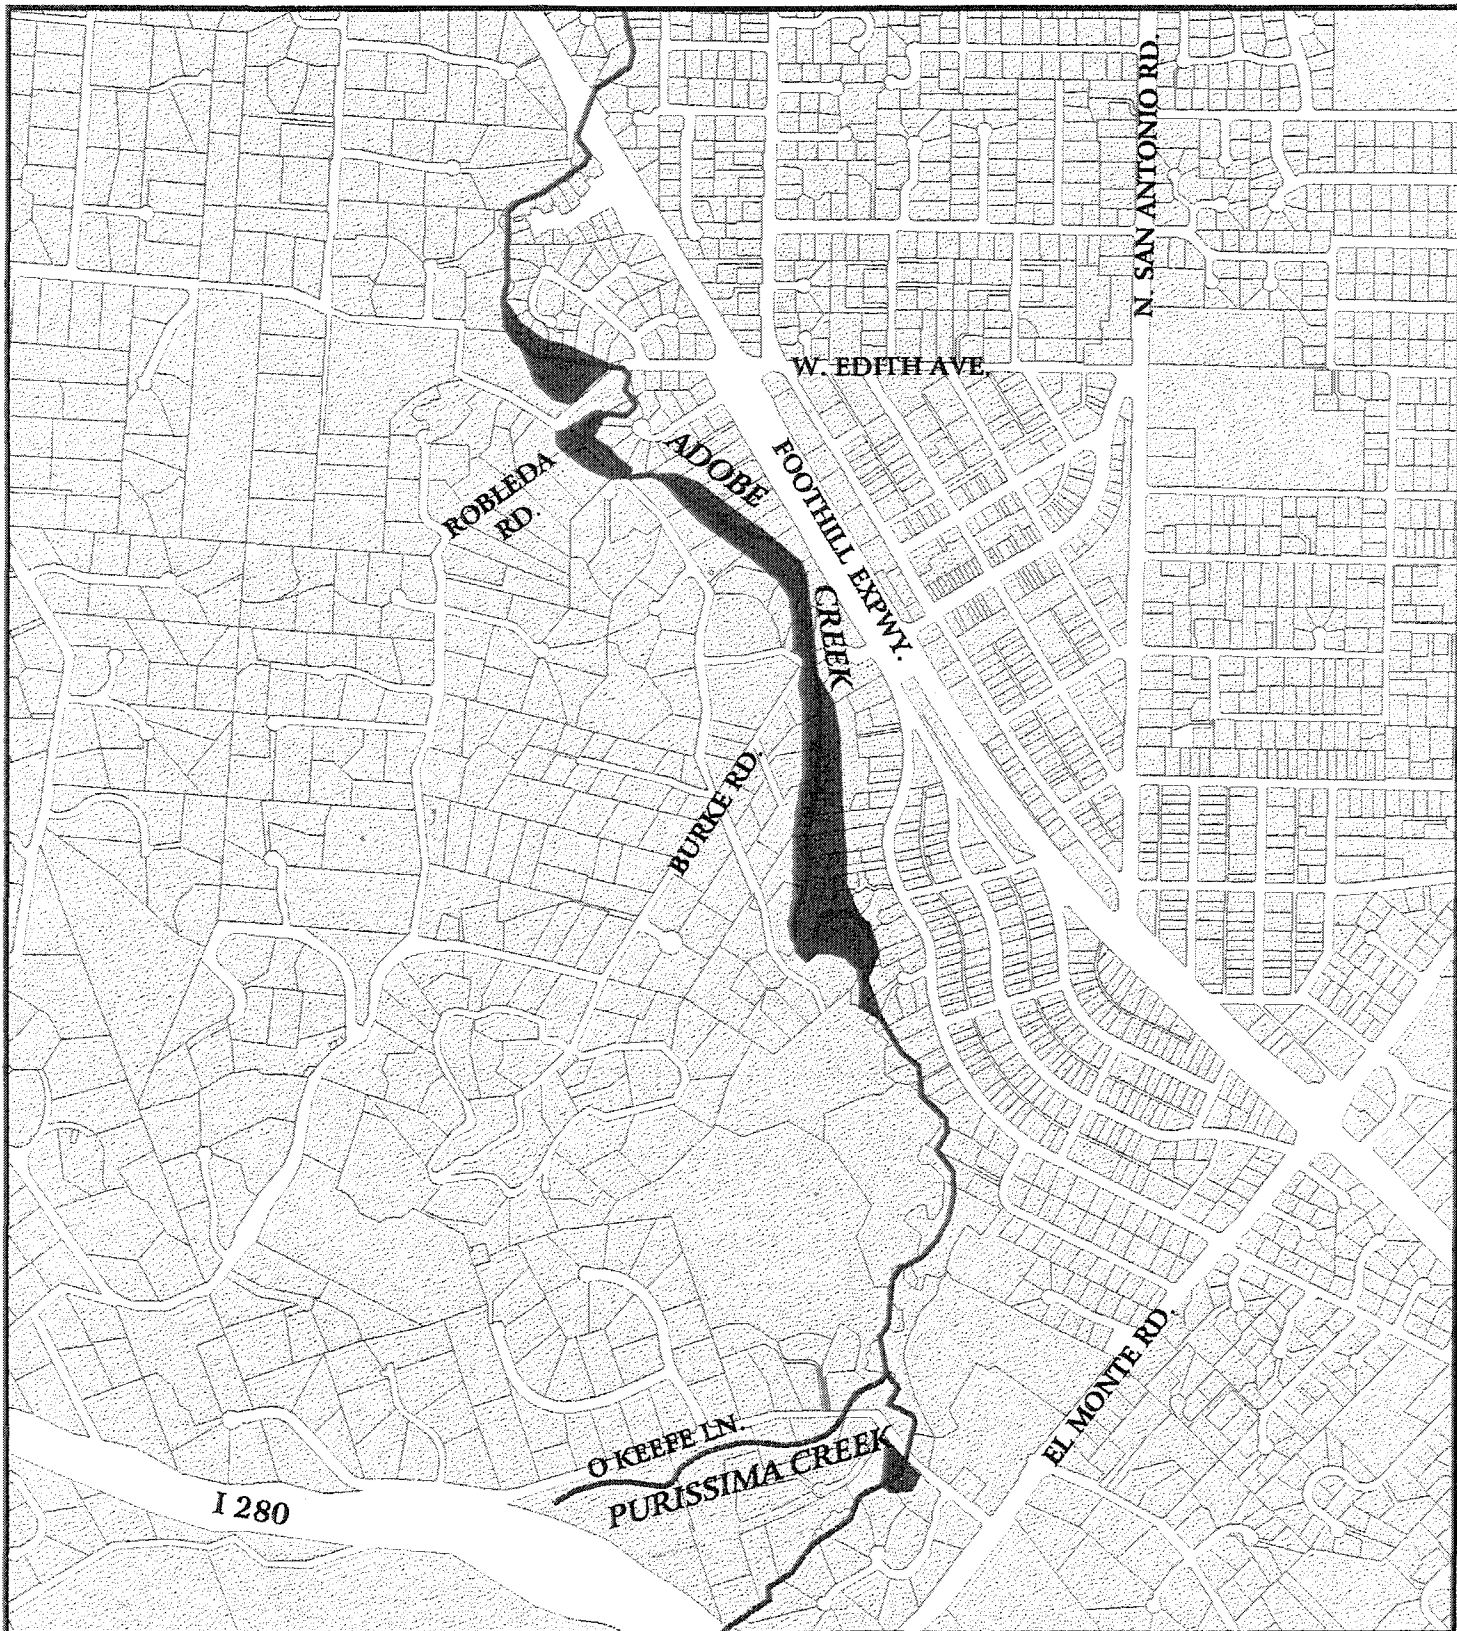 N. SAN ANTONIO RD.
W. EDITH AVE.
ADOBE
CREEK
FOOTHILL EXPWY.
ROBLEDA
RD.
BURKE RD.
EL MONTE RD.
O KEEFE LN.
PURISSIMA CREEK
I 280